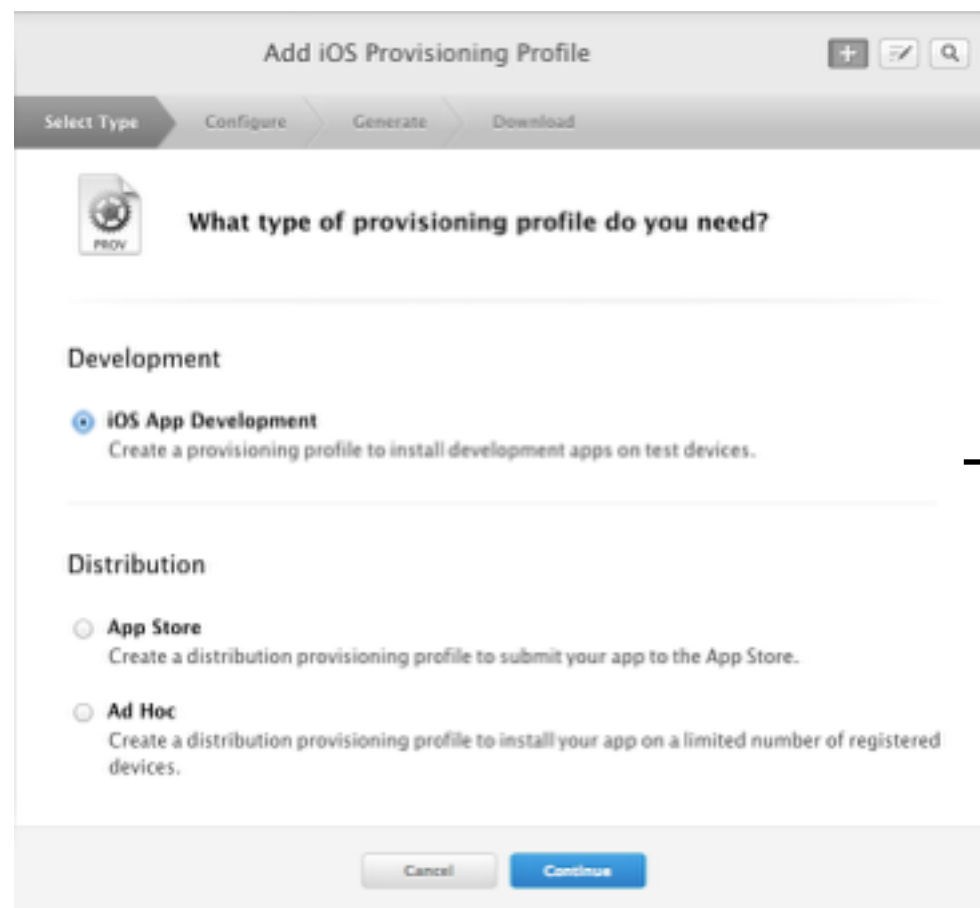 Add iOS Provisioning Profile
Select Type Configure Generate Download
PROV
What type of provisioning profile do you need?
Development
iOS App Development
Create a provisioning profile to install development apps on test devices.
Distribution
App Store
Create a distribution provisioning profile to submit your app to the App Store.
Ad Hoc
Create a distribution provisioning profile to install your app on a limited number of registered
devices.
Cancel Continue